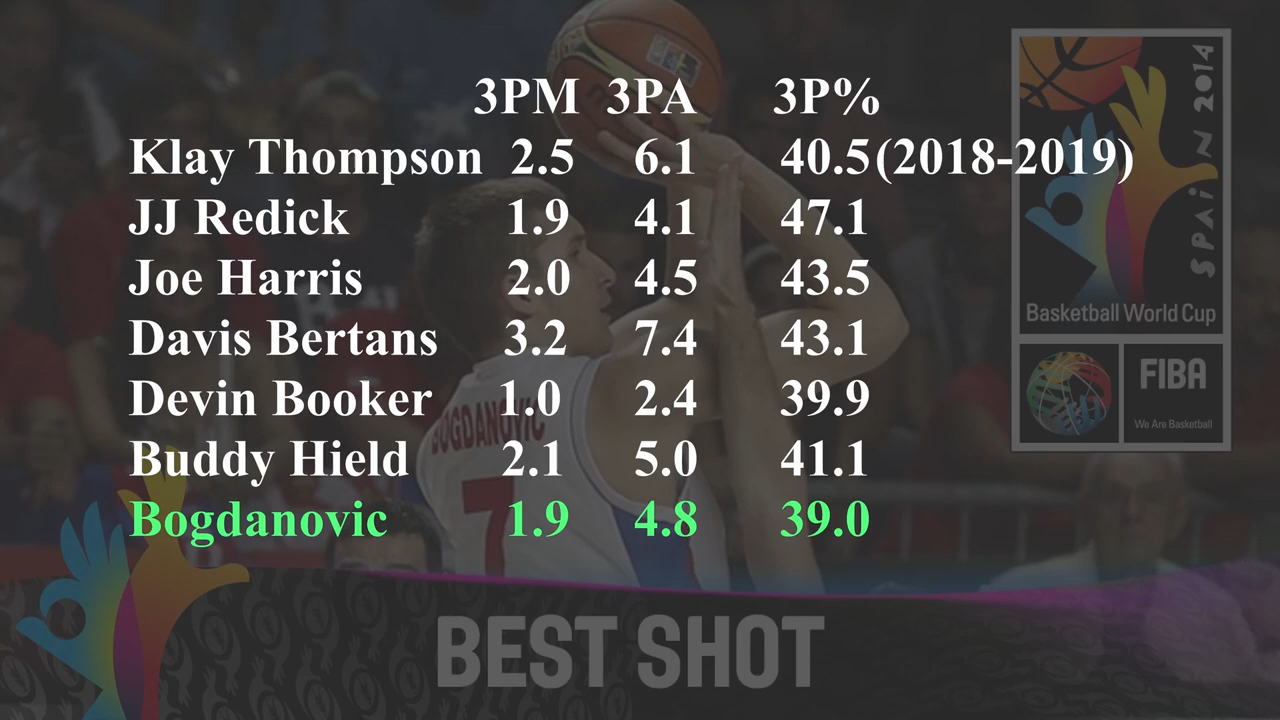 3PM 3PA 3P%
Klay Thompson 2.5 6.1 40.5(2018-2019)
JJ Redick 1.9 4.1 47.1
Joe Harris 2.0 4.5 43.5
Davis Bertans 3.2 7.4 43.1
Devin Booker 1.0 2.4 39.9
Buddy Hield 2.1 5.0 41.1
Bogdanovic 1.9 4.8 39.0
SPAIN 2014
Basketball World Cup
FIBA
We Are Basketball
BOGDANOVIC
7
BEST SHOT